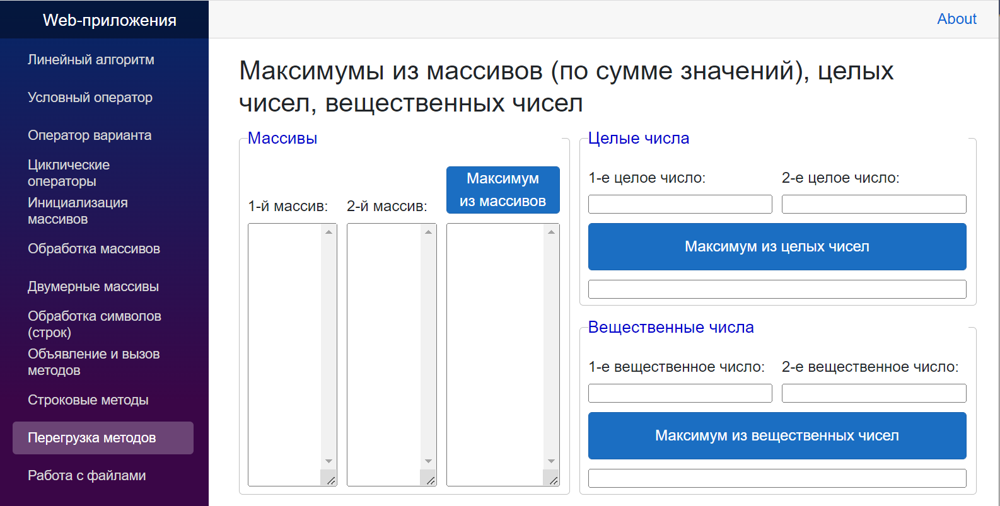 Web-приложения
About
Линейный алгоритм
Условный оператор
Оператор варианта
Циклические
операторы
Инициализация
массивов
Обработка массивов
Двумерные массивы
Обработка символов
(строк)
Объявление и вызов
методов
Строковые методы
Перегрузка методов
Работа с файлами
Максимумы из массивов (по сумме значений), целых
чисел, вещественных чисел
Массивы
1-й массив:
2-й массив:
Максимум
из массивов
Целые числа
1-е целое число:
2-е целое число:
Максимум из целых чисел
Вещественные числа
1-е вещественное число:
2-е вещественное число:
Максимум из вещественных чисел